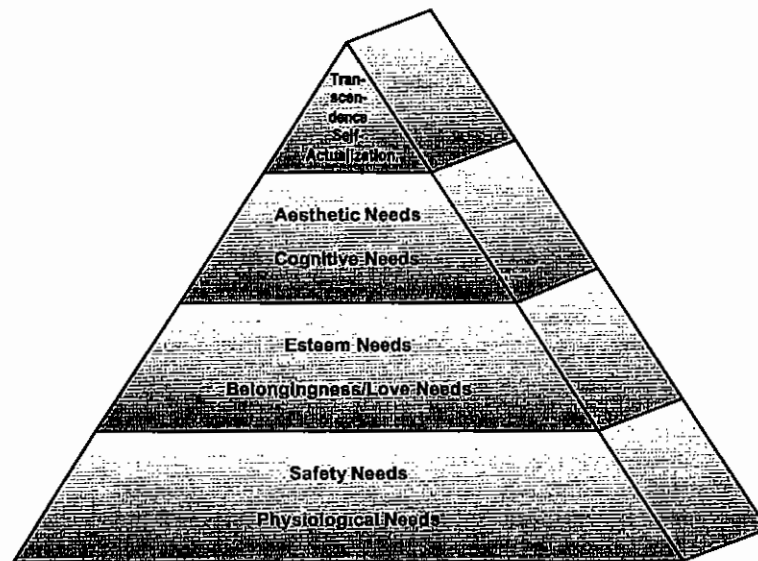 Tran-
scen-
dence
Self-
Actualization
Aesthetic Needs
Cognitive Needs
Esteem Needs
Belongingness/Love Needs
Safety Needs
Physiological Needs